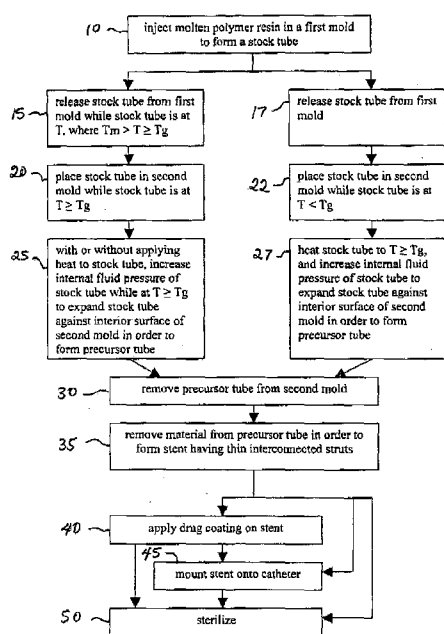 10
inject molten polymer resin in a first mold
to form a stock tube
15
release stock tube from first
mold while stock tube is at
T, where Tm > T ≥ Tg
17
release stock tube from first
mold
20
place stock tube in second
mold while stock tube is at
T ≥ Tg
22
place stock tube in second
mold while stock tube is at
T < Tg
25
with or without applying
heat to stock tube, increase
internal fluid pressure of
stock tube while at T ≥ Tg
to expand stock tube
against interior surface of
second mold in order to
form precursor tube
27
heat stock tube to T ≥ Tg,
and increase internal fluid
pressure of stock tube to
expand stock tube against
interior surface of second
mold in order to form
precursor tube
30
remove precursor tube from second mold
35
remove material from precursor tube in order to
form stent having thin interconnected struts
40
apply drag coating on stent
45
mount stent onto catheter
50
sterilize